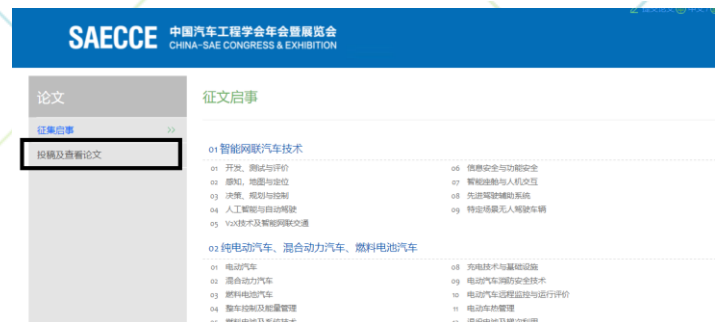 SAECCE 中国汽车工程学会年会暨展览会
CHINA-SAE CONGRESS & EXHIBITION
论文
征集启事 >>
投稿及查看论文
征文启事
01 智能网联汽车技术
01 开发、测试与评价
02 感知、地图与定位
03 决策、规划与控制
04 人工智能与自动驾驶
05 V2X技术及智能网联交通
06 信息安全与功能安全
07 智能座舱与人机交互
08 先进驾驶辅助系统
09 特定场景无人驾驶车辆
02 纯电动汽车、混合动力汽车、燃料电池汽车
01 电动汽车
02 混合动力汽车
03 燃料电池汽车
04 整车控制及能量管理
08 充电技术与基础设施
09 电动汽车消防安全技术
10 电动汽车远程监控与运行评价
11 电动车热管理